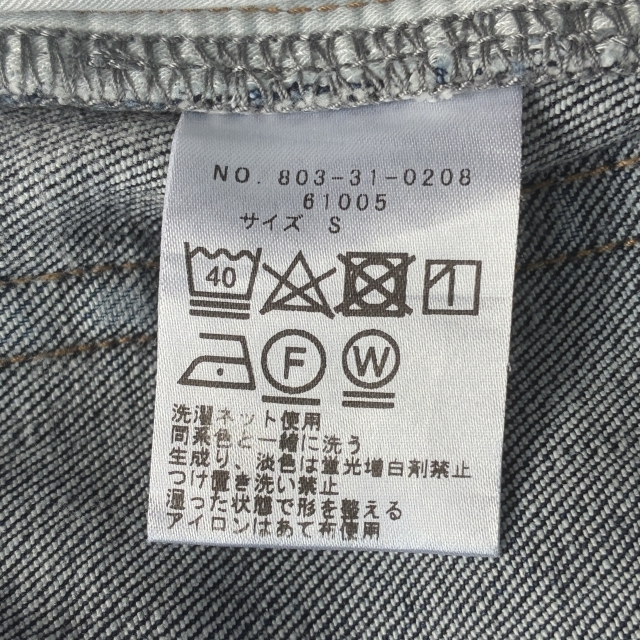 NO. 803-31-0208
61005
サイズ S
40
F W
洗濯ネット使用
同系色と一緒に洗う
生成り、淡色は蛍光増白剤禁止
つけ置き洗い禁止
湿った状態で形を整える
アイロンはあて布使用